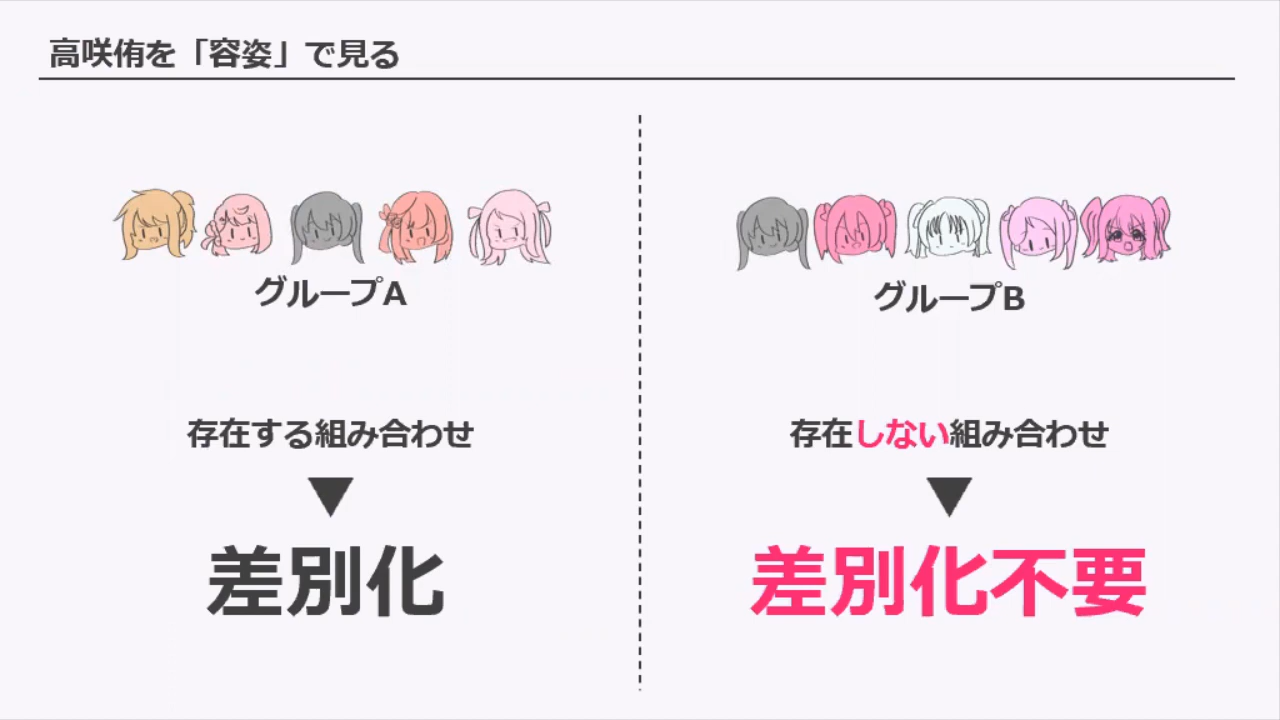 高咲侑を「容姿」で見る
グループA
存在する組み合わせ
差別化
グループB
存在しない組み合わせ
差別化不要